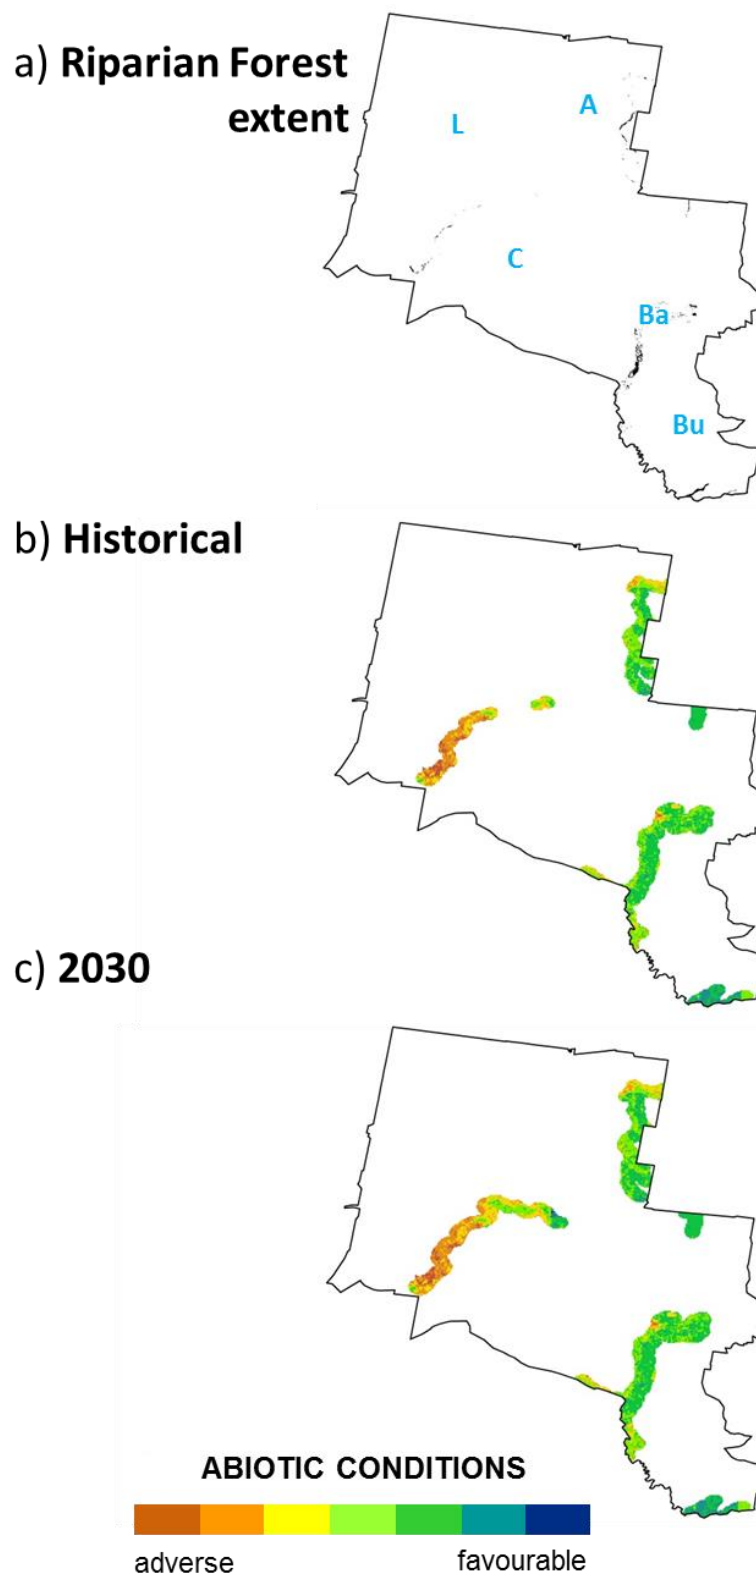 a) Riparian Forest
extent
A
L
C
Ba
Bu
b) Historical
c) 2030
ABIOTIC CONDITIONS
adverse favourable